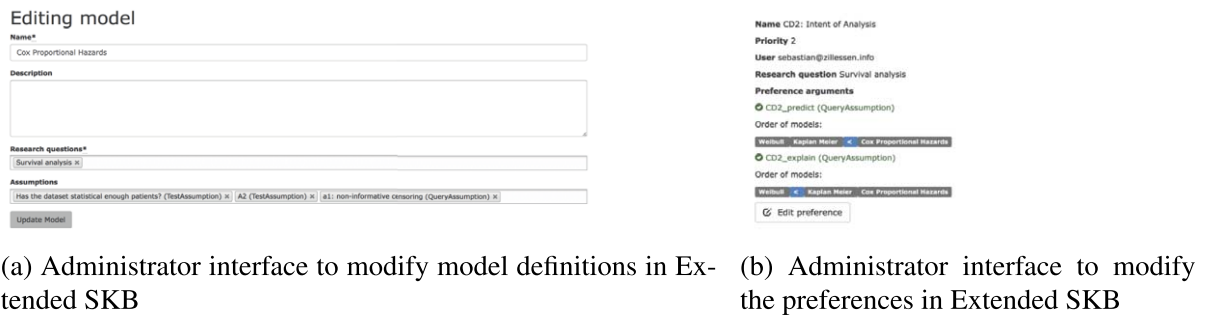 Editing model
Name*
Cox Proportional Hazards
Description
Research questions*
Survival analysis ×
Assumptions
Has the dataset statistical enough patients? (TestAssumption) × A2 (TestAssumption) × a1: non-informative censoring (QueryAssumption) ×
Update Model
(a) Administrator interface to modify model definitions in Ex-
tended SKB
Name CD2: Intent of Analysis
Priority 2
User sebastian@zillessen.info
Research question Survival analysis
Preference arguments
CD2_predict (QueryAssumption)
Order of models:
Weibull Kaplan Meier < Cox Proportional Hazards
CD2_explain (QueryAssumption)
Order of models:
Weibull < Kaplan Meier Cox Proportional Hazards
Edit preference
(b) Administrator interface to modify
the preferences in Extended SKB